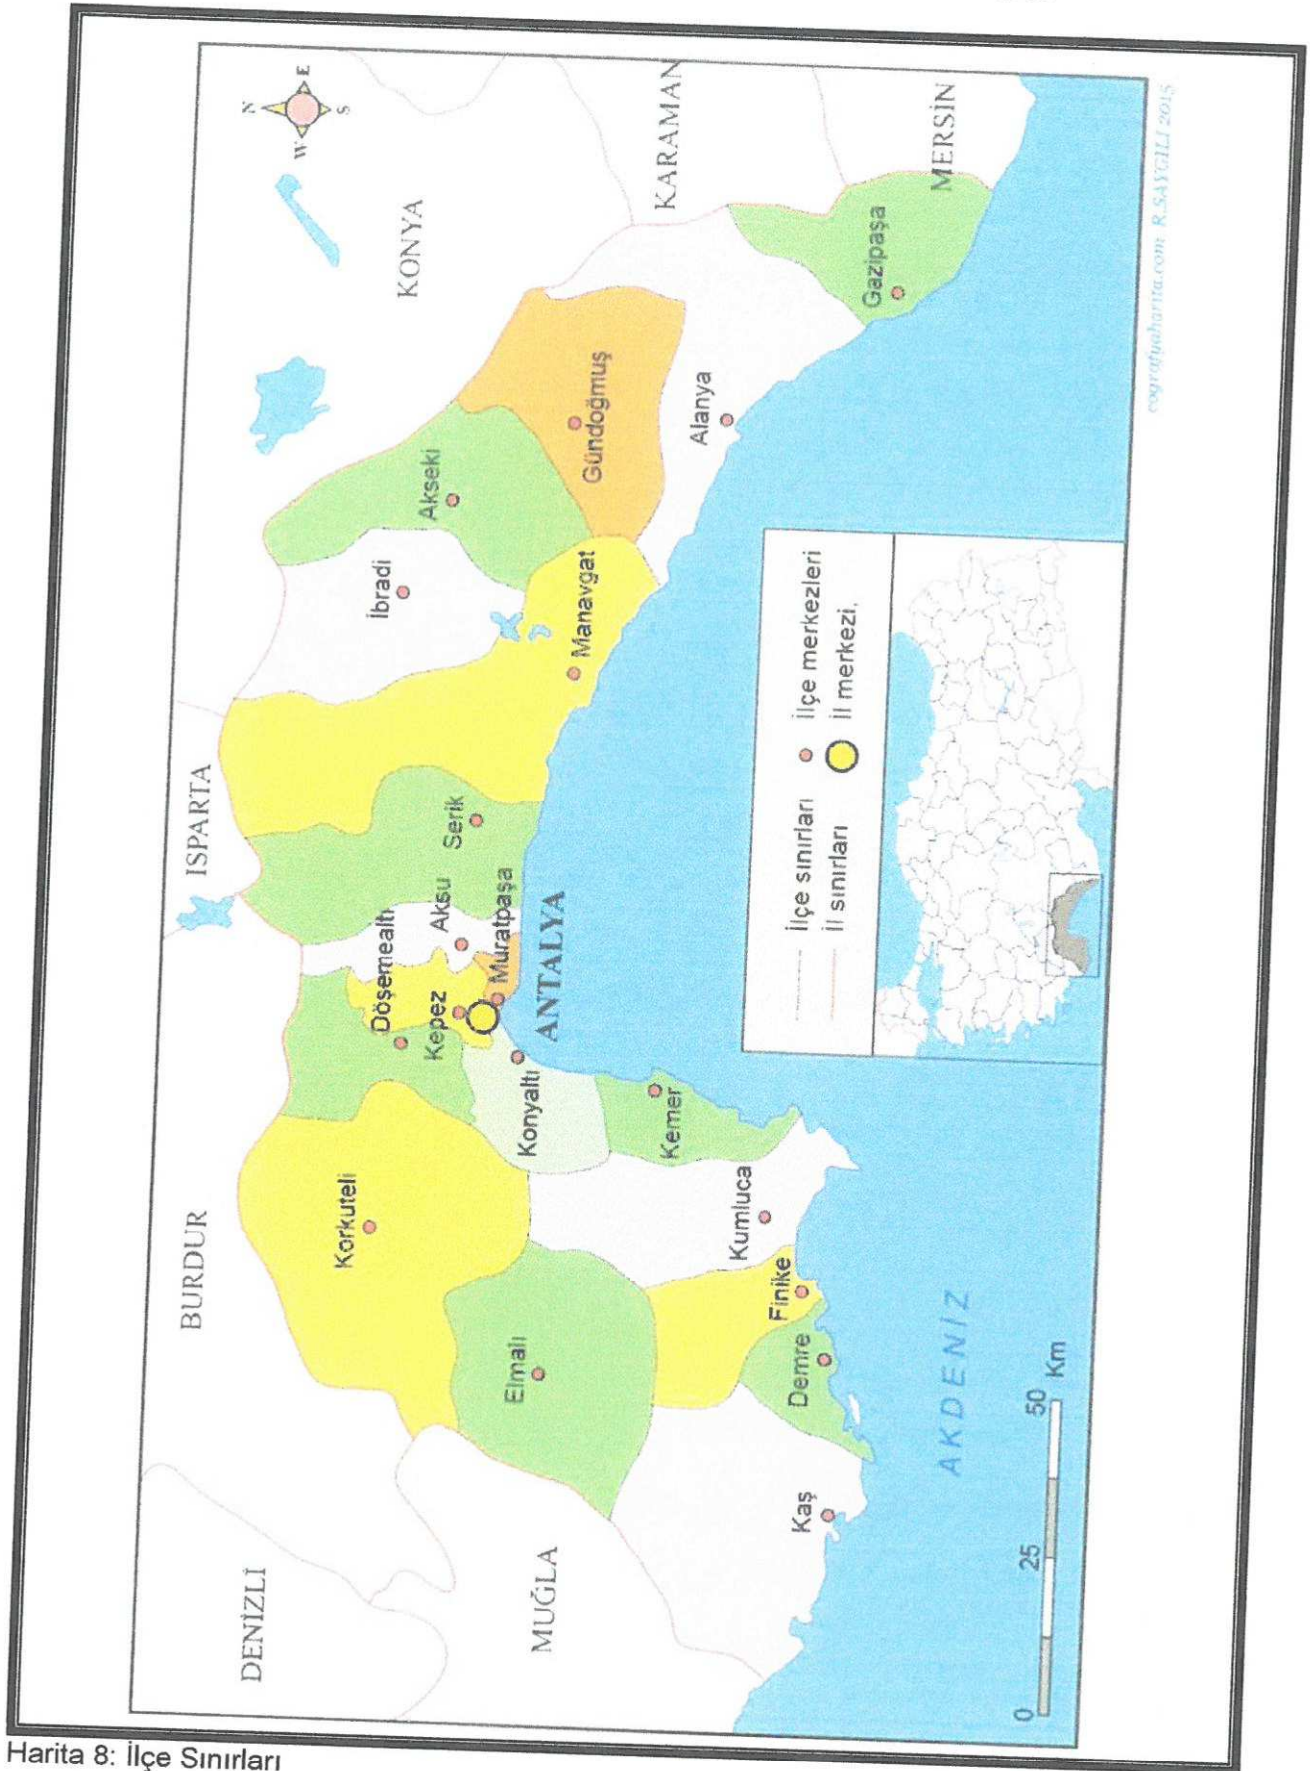 N
W
E
S
KONYA
KARAMAN
MERSİN
ISPARTA
BURDUR
DENİZLİ
MUĞLA
Gazipaşa
Alanya
Gündoğmuş
Akseki
İbradi
Manavgat
Serik
Aksu
Muratpaşa
Döşemealtı
Kepez
ANTALYA
Konyaltı
Kemer
Korkuteli
Kumluca
Elmalı
Finike
Demre
Kaş
AKDENİZ
İlçe sınırları
İlçe merkezleri
İl sınırları
İl merkezi.
0 25 50 Km
cografyaharita.com R.SAYGILI 2015
Harita 8: İlçe Sınırları